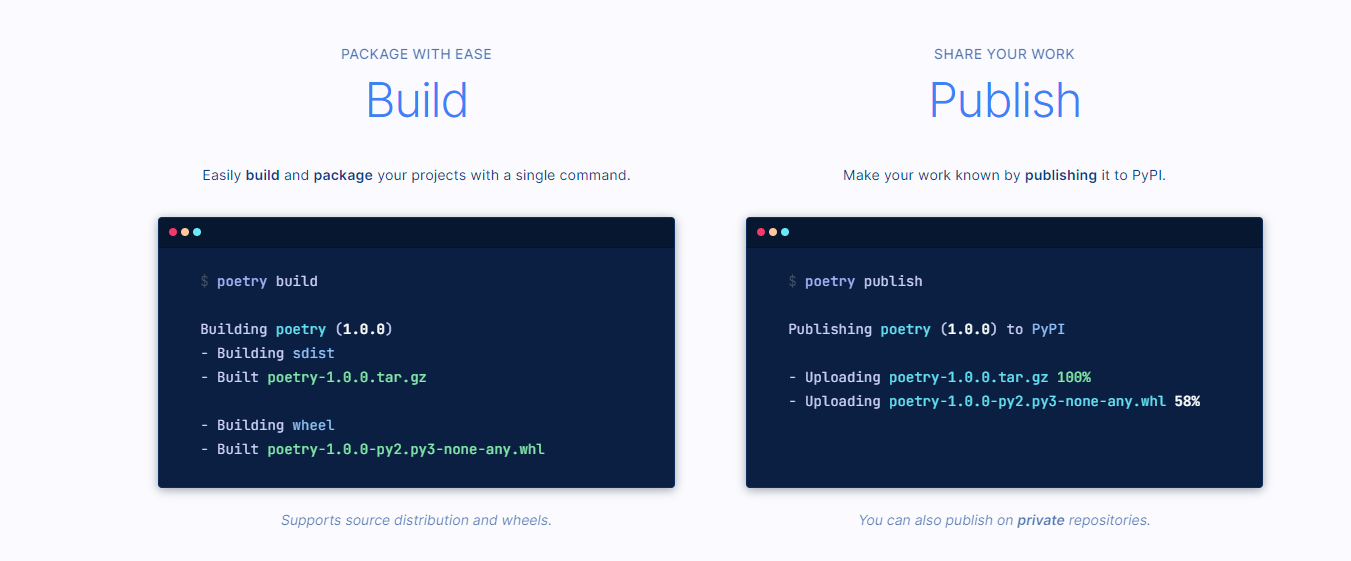 PACKAGE WITH EASE
Build
Easily build and package your projects with a single command.
$ poetry build
Building poetry (1.0.0)
- Building sdist
- Built poetry-1.0.0.tar.gz
- Building wheel
- Built poetry-1.0.0-py2.py3-none-any.whl
Supports source distribution and wheels.
SHARE YOUR WORK
Publish
Make your work known by publishing it to PyPI.
$ poetry publish
Publishing poetry (1.0.0) to PyPI
- Uploading poetry-1.0.0.tar.gz 100%
- Uploading poetry-1.0.0-py2.py3-none-any.whl 58%
You can also publish on private repositories.